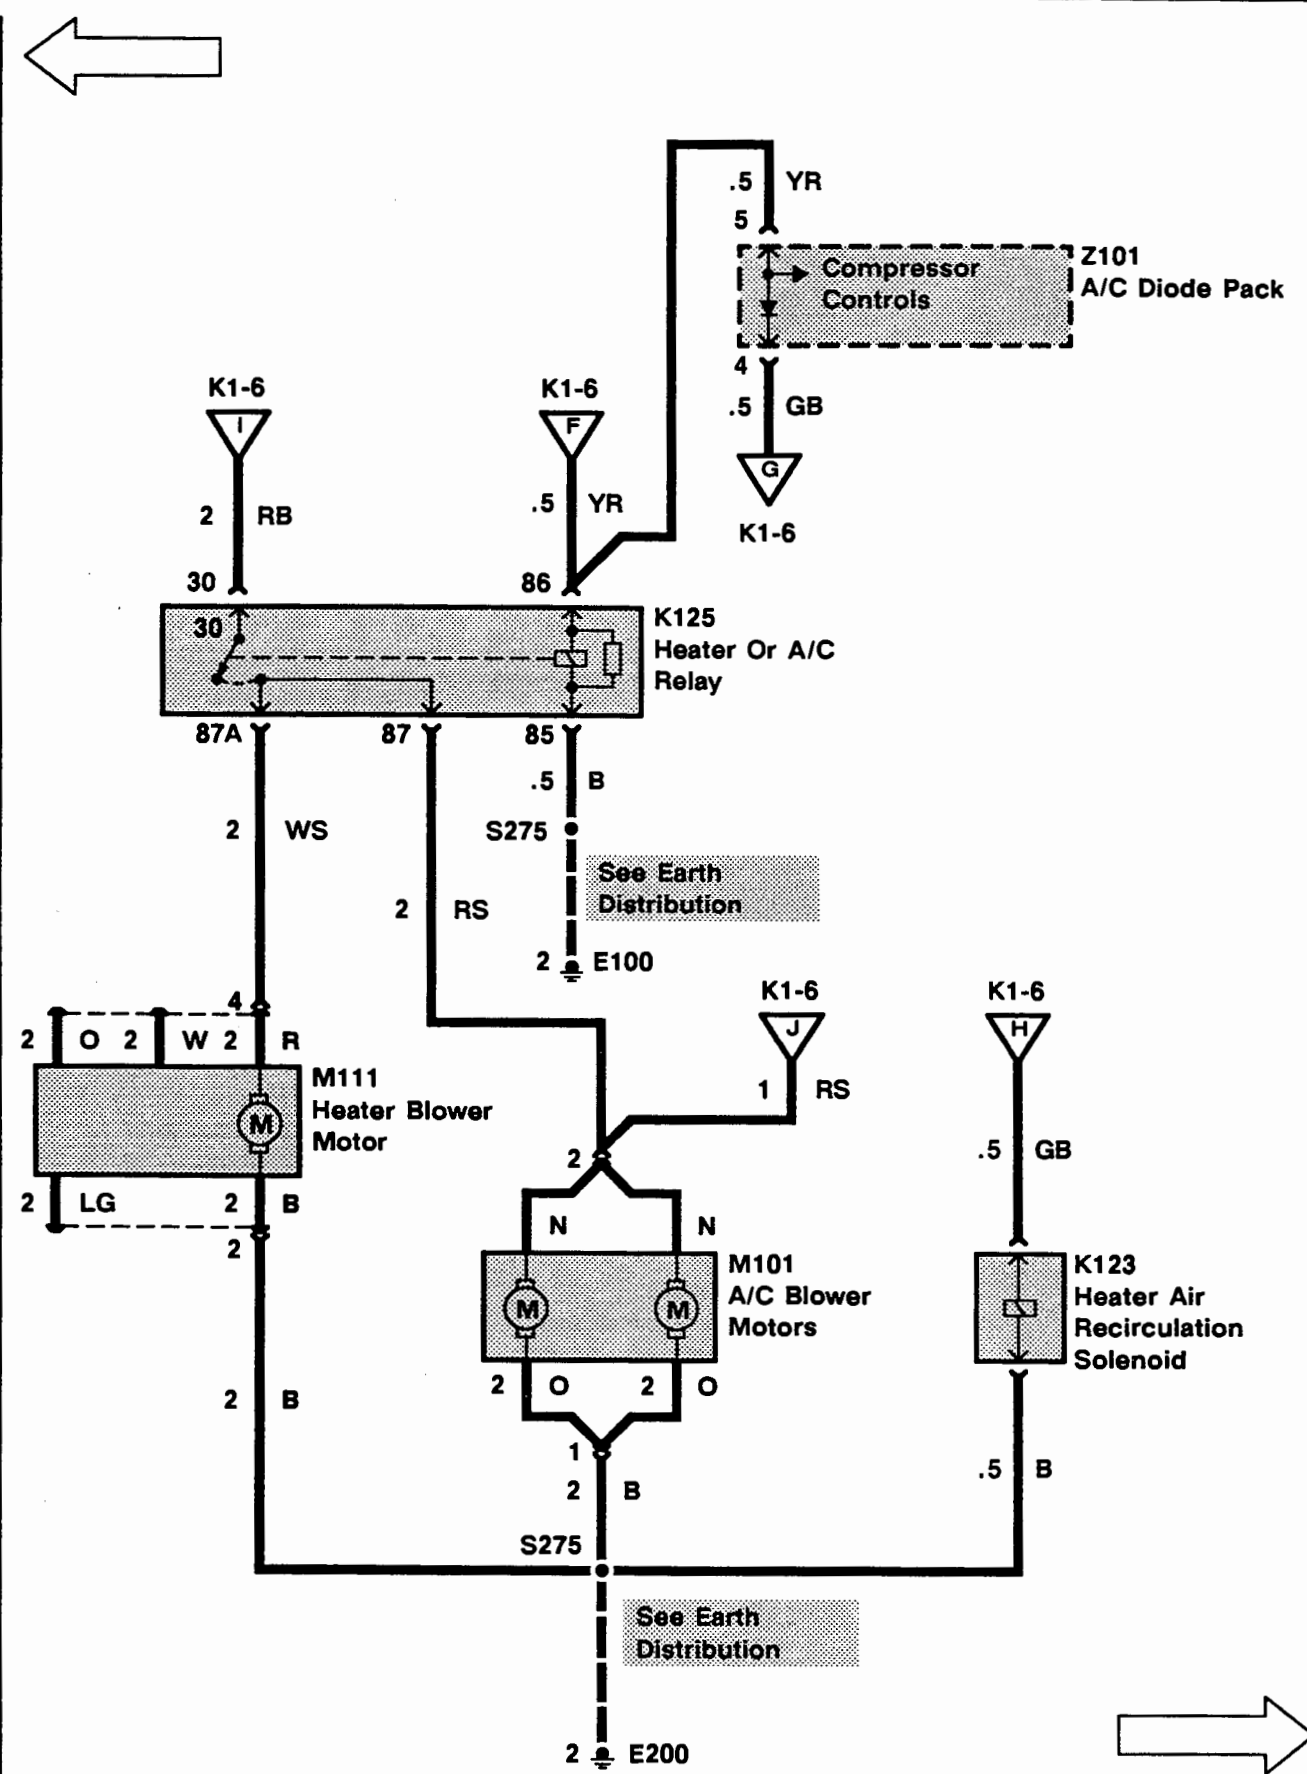 .5 YR
5
Compressor
Controls
Z101
A/C Diode Pack
4
.5 GB
G
K1-6
K1-6
I
2 RB
30
K1-6
F
.5 YR
86
30
K125
Heater Or A/C
Relay
87A
87
85
2 WS
2 RS
.5 B
S275
See Earth
Distribution
2 E100
4
2 O 2 W 2 R
M111
Heater Blower
Motor
M
2 LG 2 B
2
2 B
K1-6
J
1 RS
2
N N
M101
A/C Blower
Motors
M M
2 O 2 O
1
2 B
K1-6
H
.5 GB
K123
Heater Air
Recirculation
Solenoid
.5 B
S275
See Earth
Distribution
2 E200